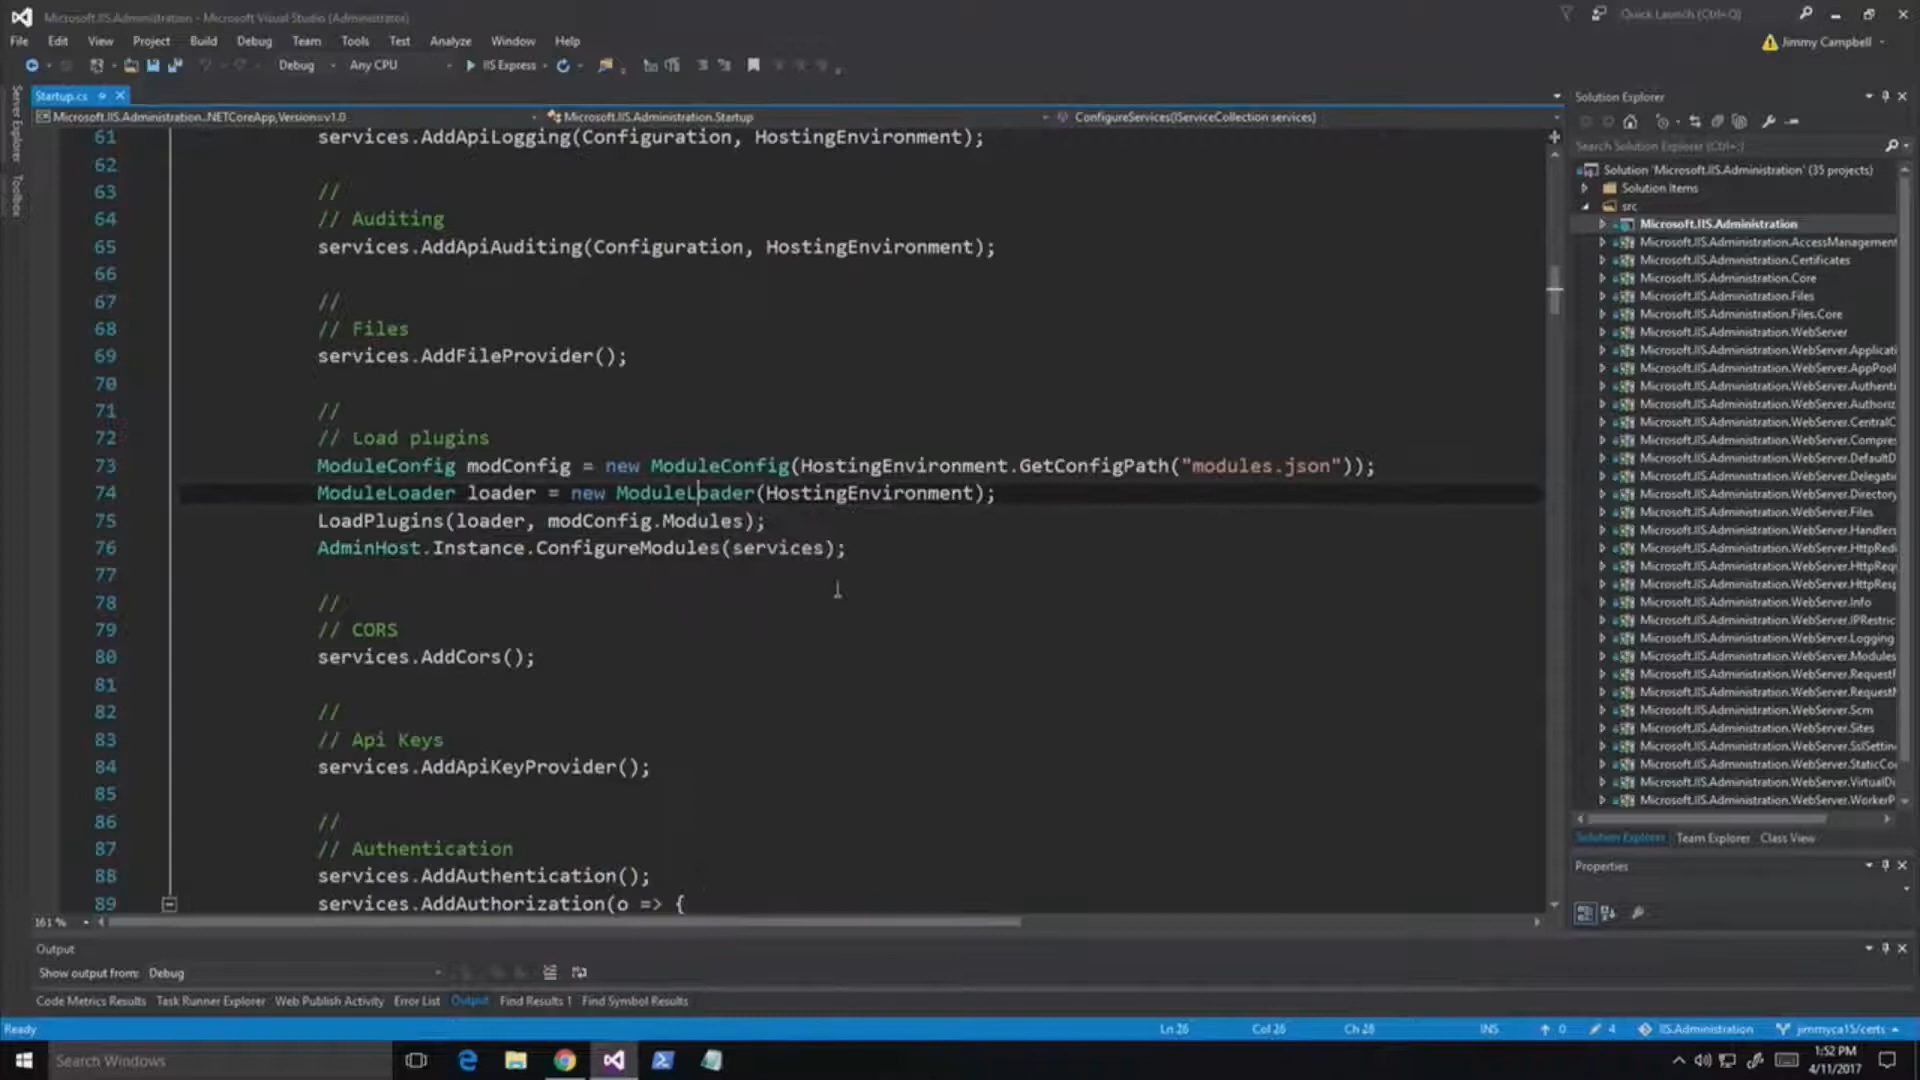 Microsoft.IIS.Administration - Microsoft Visual Studio (Administrator)
Quick Launch (Ctrl+Q)
File Edit View Project Build Debug Team Tools Test Analyze Window Help
Jimmy Campbell
Debug Any CPU IIS Express
Server Explorer
Toolbox
Startup.cs
Microsoft.IIS.Administration..NETCoreApp,Version=v1.0
Microsoft.IIS.Administration.Startup
ConfigureServices(IServiceCollection services)
61 services.AddApiLogging(Configuration, HostingEnvironment);
62
63 //
64 // Auditing
65 services.AddApiAuditing(Configuration, HostingEnvironment);
66
67 //
68 // Files
69 services.AddFileProvider();
70
71 //
72 // Load plugins
73 ModuleConfig modConfig = new ModuleConfig(HostingEnvironment.GetConfigPath("modules.json"));
74 ModuleLoader loader = new ModuleLoader(HostingEnvironment);
75 LoadPlugins(loader, modConfig.Modules);
76 AdminHost.Instance.ConfigureModules(services);
77
78 //
79 // CORS
80 services.AddCors();
81
82 //
83 // Api Keys
84 services.AddApiKeyProvider();
85
86 //
87 // Authentication
88 services.AddAuthentication();
89 services.AddAuthorization(o => {
161 %
Solution Explorer
Search Solution Explorer (Ctrl+;)
Solution 'Microsoft.IIS.Administration' (35 projects)
Solution Items
src
Microsoft.IIS.Administration
Microsoft.IIS.Administration.AccessManagement
Microsoft.IIS.Administration.Certificates
Microsoft.IIS.Administration.Core
Microsoft.IIS.Administration.Files
Microsoft.IIS.Administration.Files.Core
Microsoft.IIS.Administration.WebServer
Microsoft.IIS.Administration.WebServer.Applicati
Microsoft.IIS.Administration.WebServer.AppPool
Microsoft.IIS.Administration.WebServer.Authenti
Microsoft.IIS.Administration.WebServer.Authoriz
Microsoft.IIS.Administration.WebServer.CentralC
Microsoft.IIS.Administration.WebServer.Compres
Microsoft.IIS.Administration.WebServer.DefaultD
Microsoft.IIS.Administration.WebServer.Delegatio
Microsoft.IIS.Administration.WebServer.Directory
Microsoft.IIS.Administration.WebServer.Files
Microsoft.IIS.Administration.WebServer.Handlers
Microsoft.IIS.Administration.WebServer.HttpRedi
Microsoft.IIS.Administration.WebServer.HttpReq
Microsoft.IIS.Administration.WebServer.HttpResp
Microsoft.IIS.Administration.WebServer.Info
Microsoft.IIS.Administration.WebServer.IPRestric
Microsoft.IIS.Administration.WebServer.Logging
Microsoft.IIS.Administration.WebServer.Modules
Microsoft.IIS.Administration.WebServer.RequestF
Microsoft.IIS.Administration.WebServer.Request
Microsoft.IIS.Administration.WebServer.Scm
Microsoft.IIS.Administration.WebServer.Sites
Microsoft.IIS.Administration.WebServer.SslSettin
Microsoft.IIS.Administration.WebServer.StaticCo
Microsoft.IIS.Administration.WebServer.VirtualDi
Microsoft.IIS.Administration.WebServer.WorkerP
Solution Explorer Team Explorer Class View
Properties
Output
Show output from: Debug
Code Metrics Results Task Runner Explorer Web Publish Activity Error List Output Find Results 1 Find Symbol Results
Ready Ln 26 Col 26 Ch 26 INS 0 4 IIS.Administration jimmyca15/certs
Search Windows
1:52 PM
4/11/2017